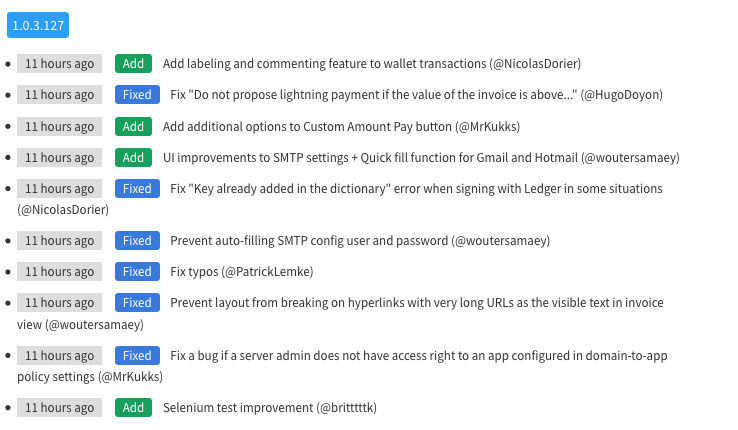 1.0.3.127
11 hours ago Add Add labeling and commenting feature to wallet transactions (@NicolasDorier)
11 hours ago Fixed Fix "Do not propose lightning payment if the value of the invoice is above..." (@HugoDoyon)
11 hours ago Add Add additional options to Custom Amount Pay button (@MrKukks)
11 hours ago Add UI improvements to SMTP settings + Quick fill function for Gmail and Hotmail (@woutersamaey)
11 hours ago Fixed Fix "Key already added in the dictionary" error when signing with Ledger in some situations
(@NicolasDorier)
11 hours ago Fixed Prevent auto-filling SMTP config user and password (@woutersamaey)
11 hours ago Fixed Fix typos (@PatrickLemke)
11 hours ago Fixed Prevent layout from breaking on hyperlinks with very long URLs as the visible text in invoice
view (@woutersamaey)
11 hours ago Fixed Fix a bug if a server admin does not have access right to an app configured in domain-to-app
policy settings (@MrKukks)
11 hours ago Add Selenium test improvement (@britttttk)